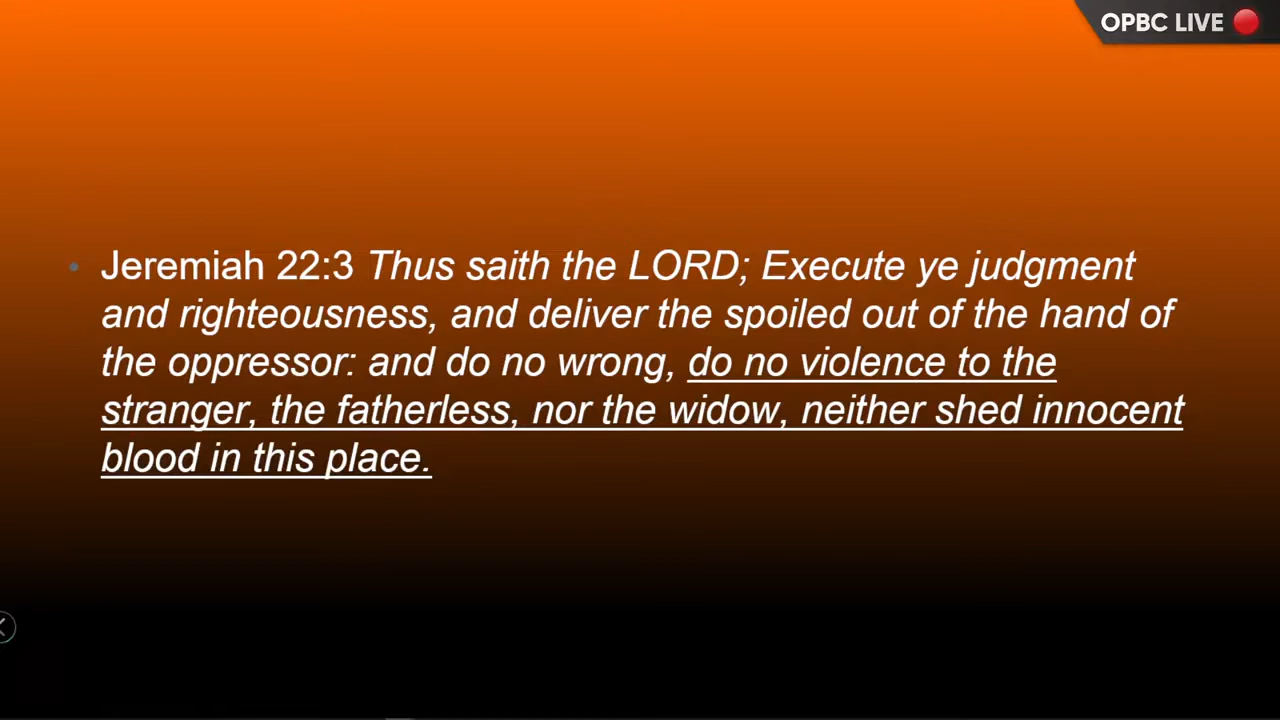 OPBC LIVE
• Jeremiah 22:3 Thus saith the LORD; Execute ye judgment
and righteousness, and deliver the spoiled out of the hand of
the oppressor: and do no wrong, do no violence to the
stranger, the fatherless, nor the widow, neither shed innocent
blood in this place.